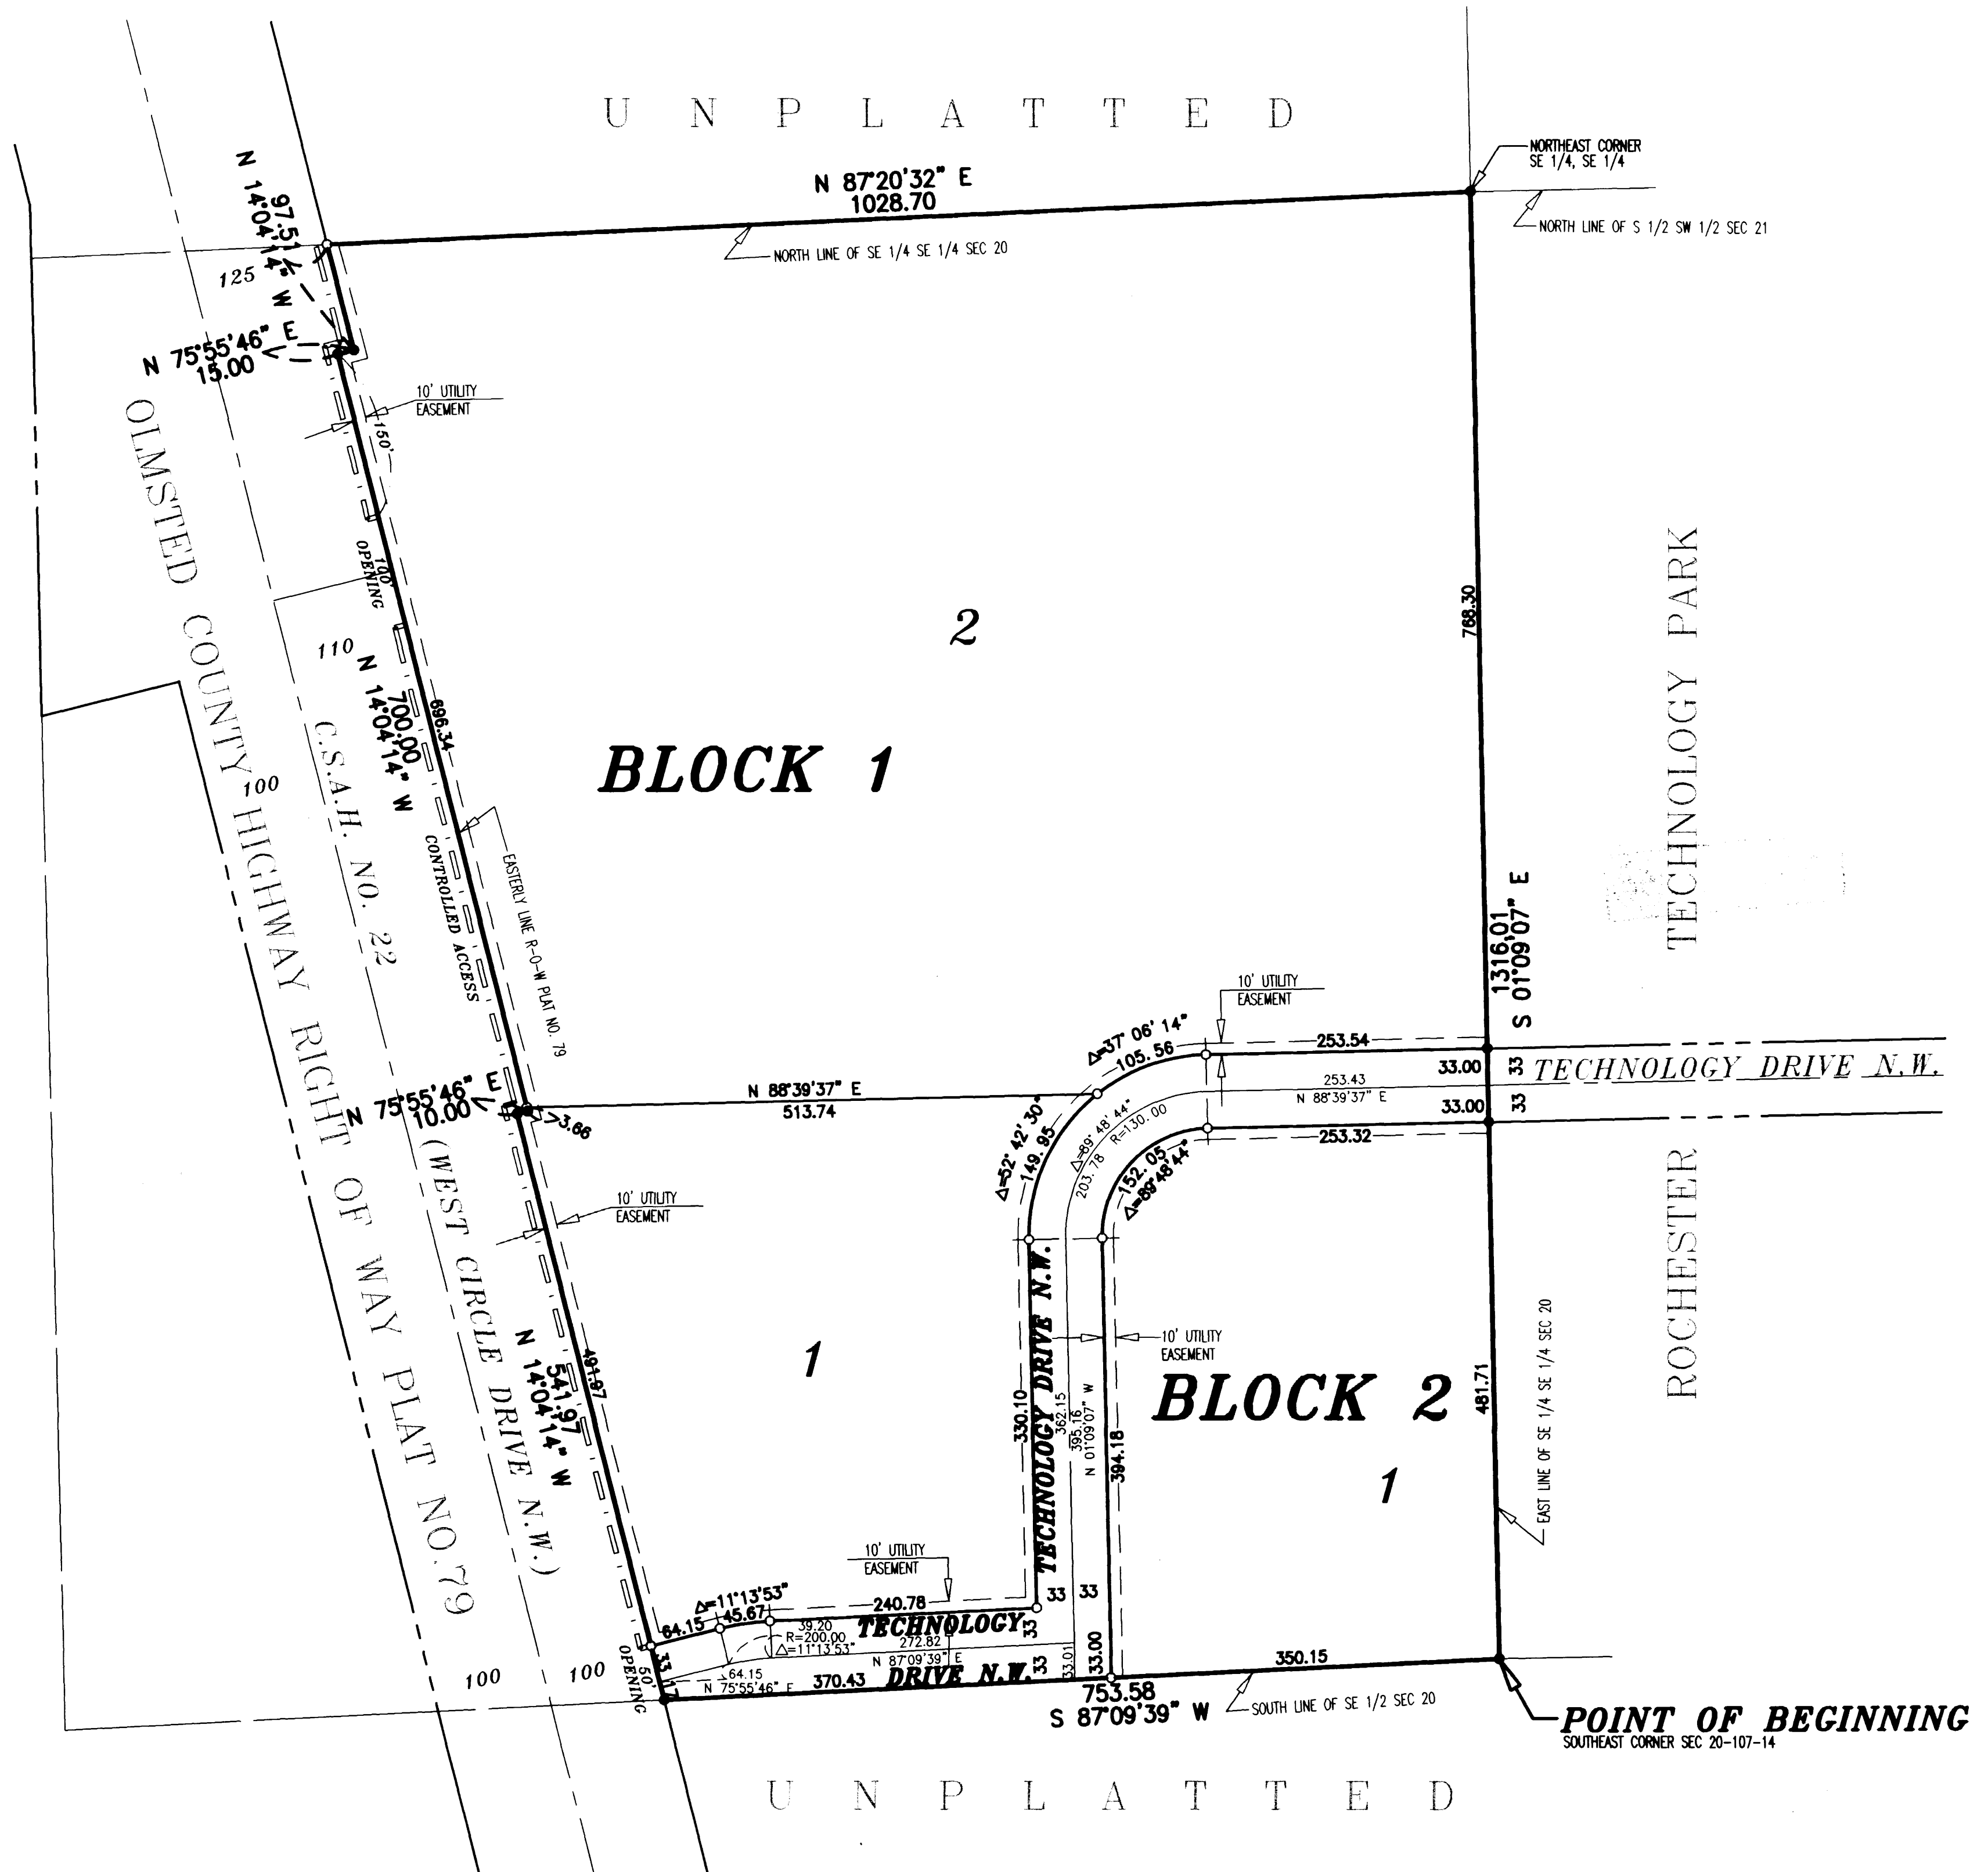 UNPLATTED
NORTHEAST CORNER
SE 1/4, SE 1/4
N 87°20'32" E
1028.70
NORTH LINE OF S 1/2 SW 1/2 SEC 21
NORTH LINE OF SE 1/4 SE 1/4 SEC 20
N 14°04'14" W
125
N 75°55'46" E
15.00
10' UTILITY
EASEMENT
150'
100'
OPENING
OLMSTED COUNTY HIGHWAY RIGHT OF WAY PLAT NO.79
110
100
C.S.A.H. NO. 22
(WEST CIRCLE DRIVE N.W.)
N 14°04'14" W
700.00
696.34
CONTROLLED ACCESS
EASTERLY LINE R-O-W PLAT NO. 79
2
BLOCK 1
768.30
1316.01
S 01°09'07" E
ROCHESTER TECHNOLOGY PARK
10' UTILITY
EASEMENT
Δ=37°06'14"
105.56
253.54
33.00
33
TECHNOLOGY DRIVE N.W.
253.43
N 88°39'37" E
33.00
33
253.32
N 88°39'37" E
513.74
N 75°55'46" E
10.00
3.66
Δ=52°42'30"
149.95
Δ=89°48'44"
R=130.00
203.78
152.05
Δ=89°48'44"
10' UTILITY
EASEMENT
N 14°04'14" W
541.97
491.87
1
330.10
TECHNOLOGY DRIVE N.W.
362.15
395.16
N 01°09'07" W
394.18
10' UTILITY
EASEMENT
BLOCK 2
1
481.71
EAST LINE OF SE 1/4 SE 1/4 SEC 20
10' UTILITY
EASEMENT
Δ=11°13'53"
64.15
45.67
240.78
33
33
39.20
R=200.00
Δ=11°13'53"
TECHNOLOGY
33
272.82
N 87°09'39" E
64.15
N 75°55'46" E
370.43
DRIVE N.W.
33
33.01
33.00
350.15
100
100
50'
OPENING
753.58
S 87°09'39" W
SOUTH LINE OF SE 1/2 SEC 20
POINT OF BEGINNING
SOUTHEAST CORNER SEC 20-107-14
UNPLATTED